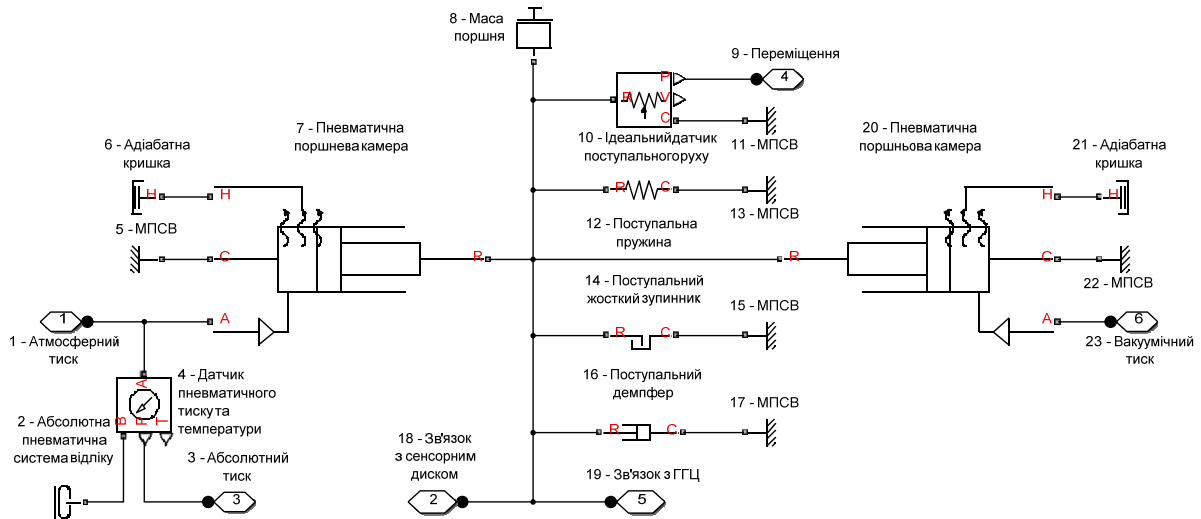 8 - Маса
поршня
9 - Переміщення
P
4
R
V
C
10 - Ідеальнийдатчик
поступальногоруху
11 - МПСВ
7 - Пневматична
поршнева камера
6 - Адіабатна
кришка
20 - Пневматична
поршньова камера
21 - Адіабатна
кришка
H
H
R
C
H
H
13 - МПСВ
5 - МПСВ
12 - Поступальна
пружина
C
R
R
C
22 - МПСВ
14 - Поступальний
жосткий зупинник
15 - МПСВ
1
A
R
C
A
6
1 - Атмосферний
тиск
23 - Вакуумічний
тиск
4 - Датчик
пневматичного
тиску та
температури
A
B
P
T
16 - Поступальний
демпфер
17 - МПСВ
R
C
2 - Абсолютна
пневматична
система відліку
3 - Абсолютний
тиск
3
18 - Зв'язок
з сенсорним
диском
2
19 - Зв'язок з ГГЦ
5